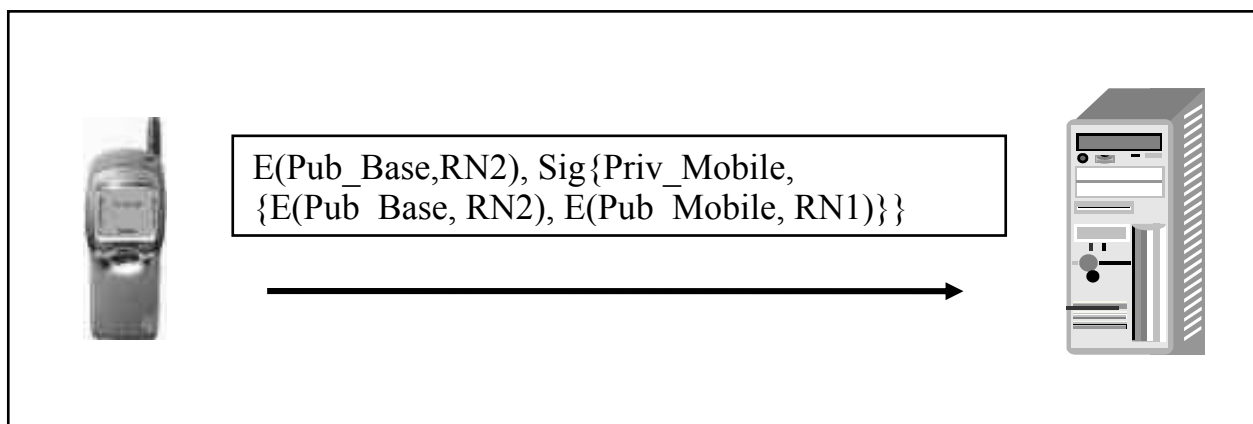 E(Pub_Base,RN2), Sig{Priv_Mobile,
{E(Pub_Base, RN2), E(Pub_Mobile, RN1)}}